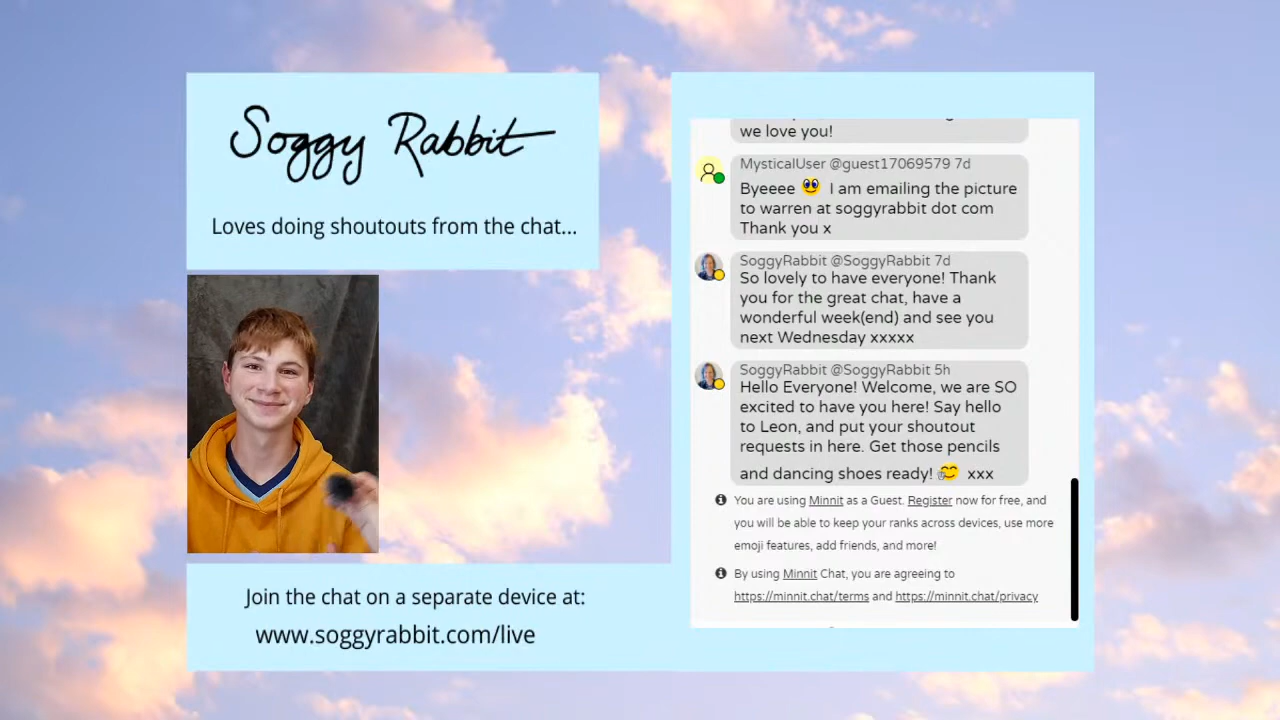 Soggy Rabbit
Loves doing shoutouts from the chat...
Join the chat on a separate device at:
www.soggyrabbit.com/live
we love you!
MysticalUser @guest17069579 7d
Byeeee I am emailing the picture
to warren at soggyrabbit dot com
Thank you x
SoggyRabbit @SoggyRabbit 7d
So lovely to have everyone! Thank
you for the great chat, have a
wonderful week(end) and see you
next Wednesday xxxxx
SoggyRabbit @SoggyRabbit 5h
Hello Everyone! Welcome, we are SO
excited to have you here! Say hello
to Leon, and put your shoutout
requests in here. Get those pencils
and dancing shoes ready! xxx
You are using Minnit as a Guest. Register now for free, and
you will be able to keep your ranks across devices, use more
emoji features, add friends, and more!
By using Minnit Chat, you are agreeing to
https://minnit.chat/terms and https://minnit.chat/privacy